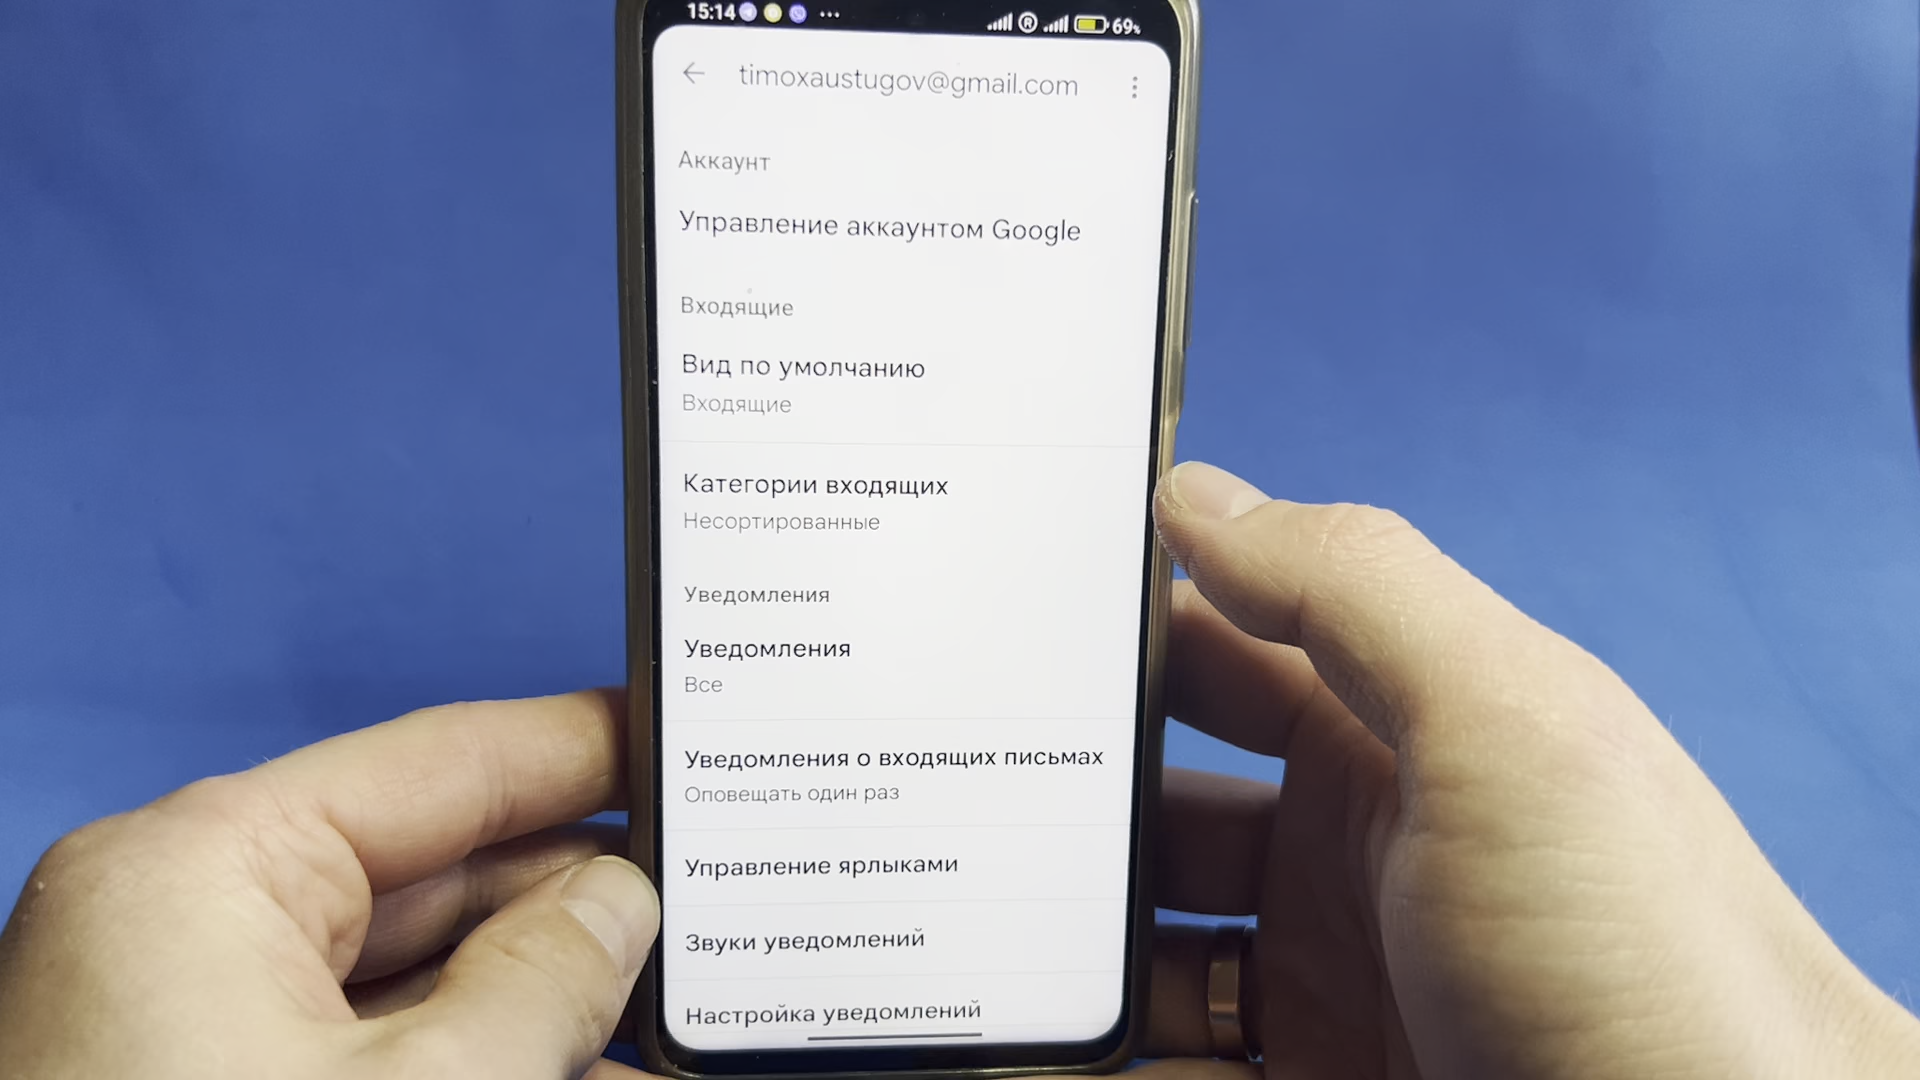 15:14 ... R 69%
timoxaustugov@gmail.com
Аккаунт
Управление аккаунтом Google
Входящие
Вид по умолчанию
Входящие
Категории входящих
Несортированные
Уведомления
Уведомления
Все
Уведомления о входящих письмах
Оповещать один раз
Управление ярлыками
Звуки уведомлений
Настройка уведомлений